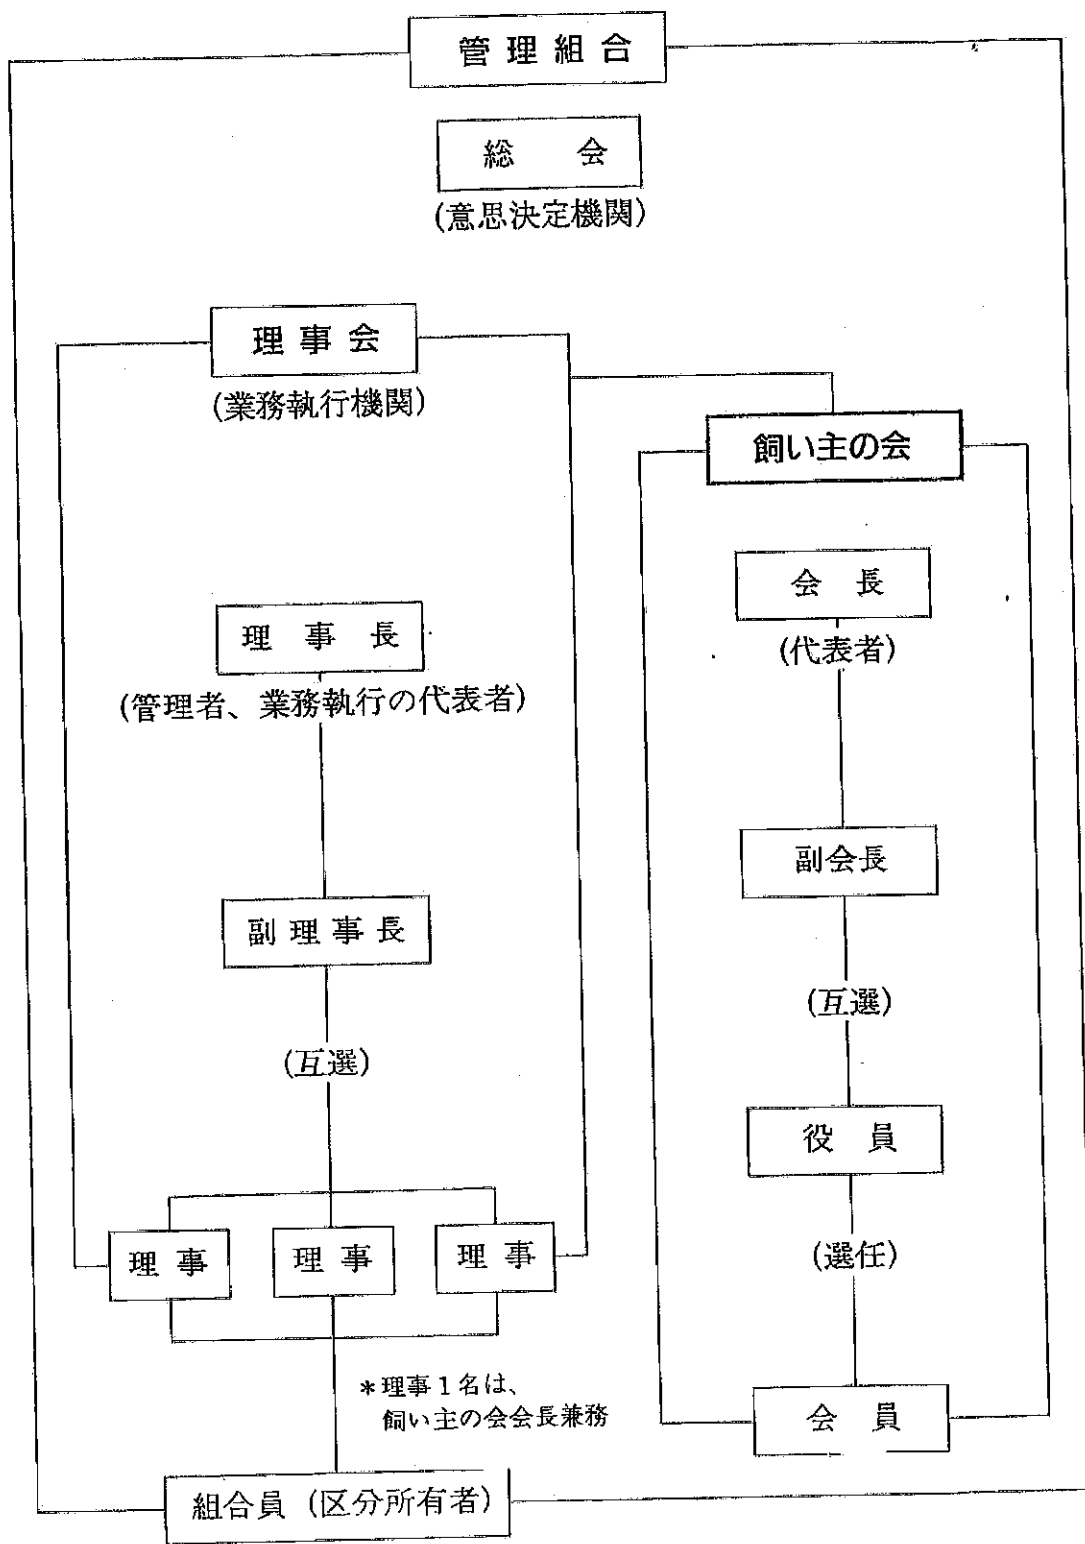 管理組合
総　会
(意思決定機関)
理事会
(業務執行機関)
理　事　長
(管理者、業務執行の代表者)
副理事長
(互選)
理　事
理　事
理　事
＊理事１名は、
飼い主の会会長兼務
飼い主の会
会　長
(代表者)
副会長
(互選)
役　員
(選任)
会　員
組合員（区分所有者）